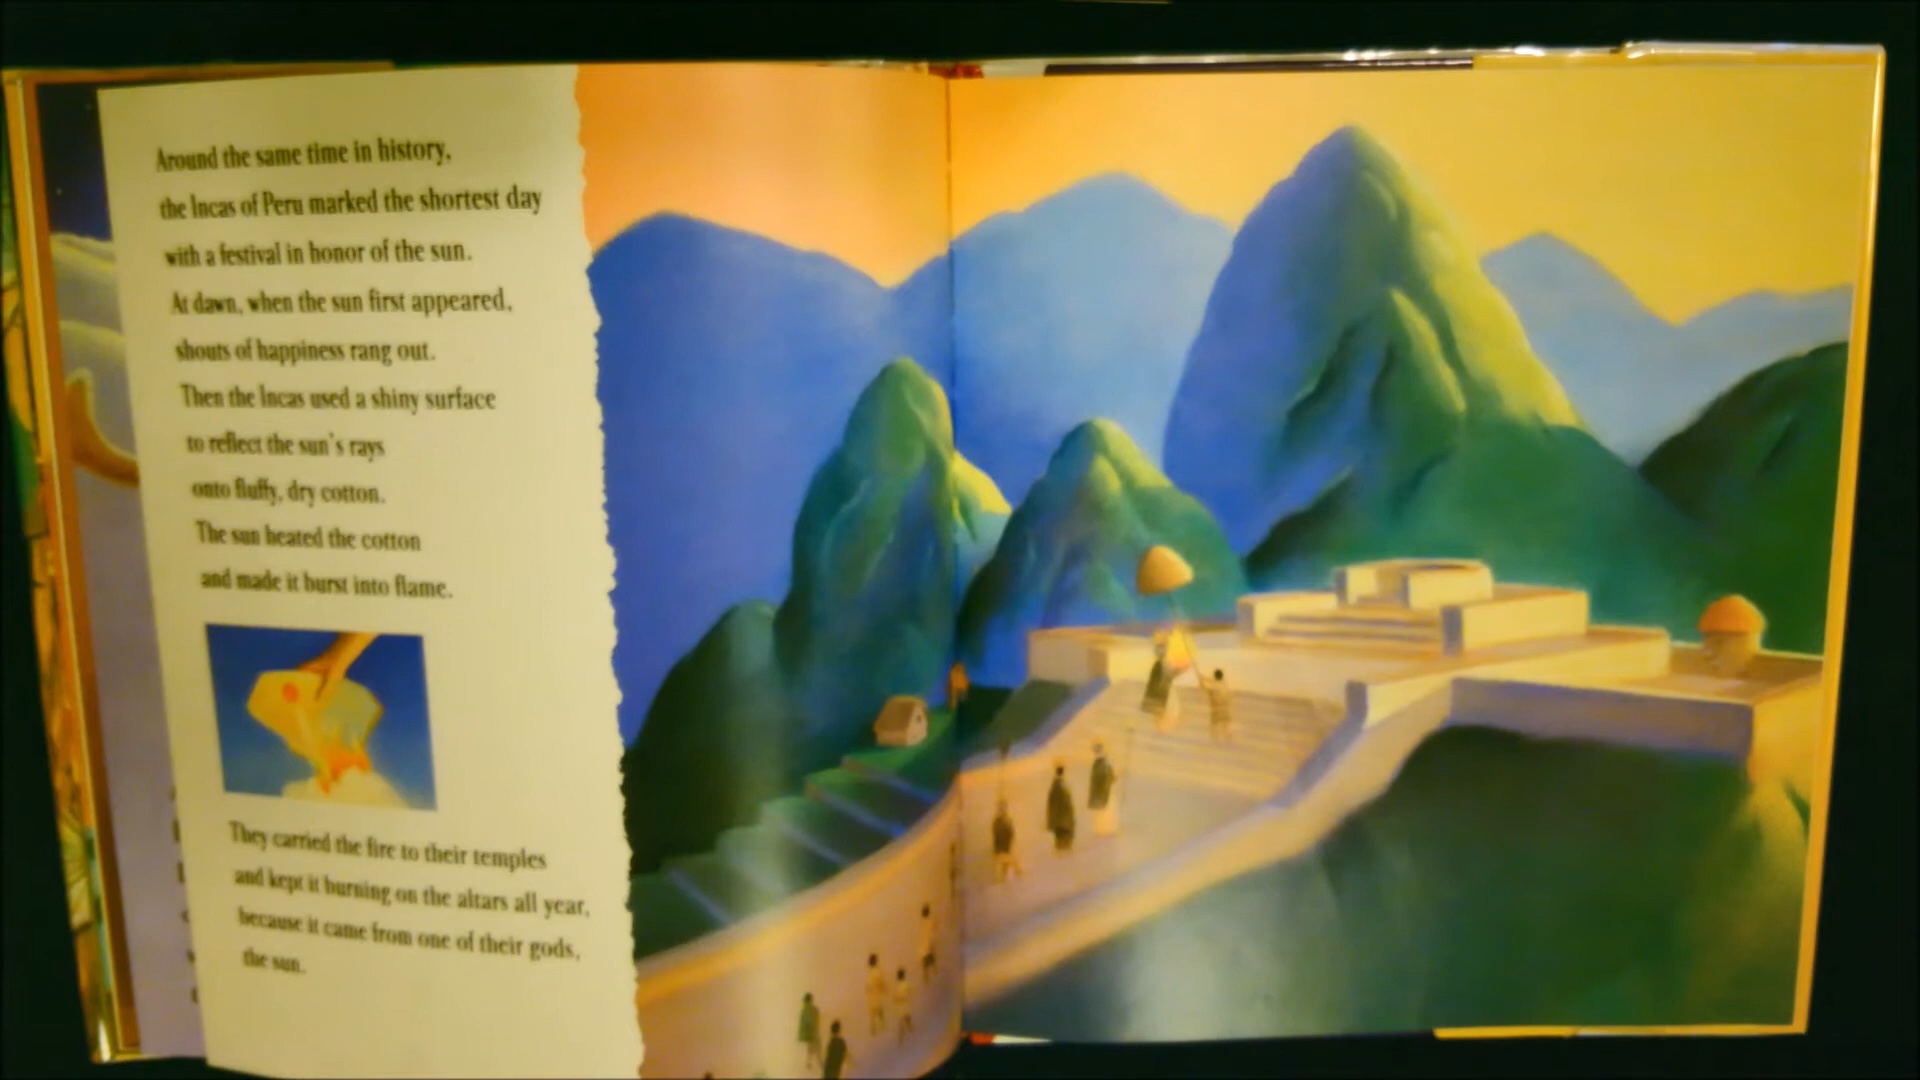 Around the same time in history,
the Incas of Peru marked the shortest day
with a festival in honor of the sun.
At dawn, when the sun first appeared,
shouts of happiness rang out.
Then the Incas used a shiny surface
to reflect the sun's rays
onto fluffy, dry cotton.
The sun heated the cotton
and made it burst into flame.
They carried the fire to their temples
and kept it burning on the altars all year,
because it came from one of their gods,
the sun.